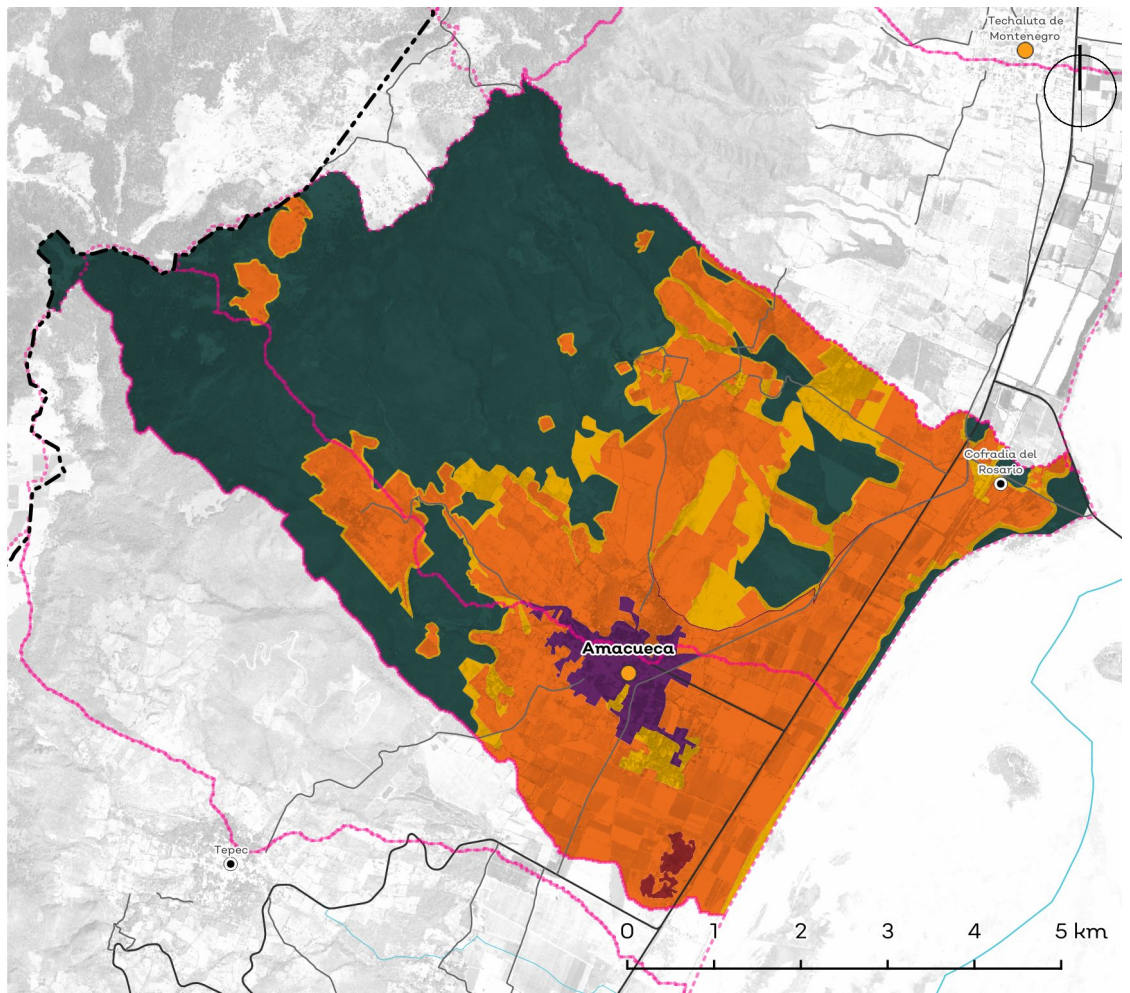 Techaluta de
Montenegro
Cofradía del
Rosario
Amacueca
Tepec
0 1 2 3 4 5 km